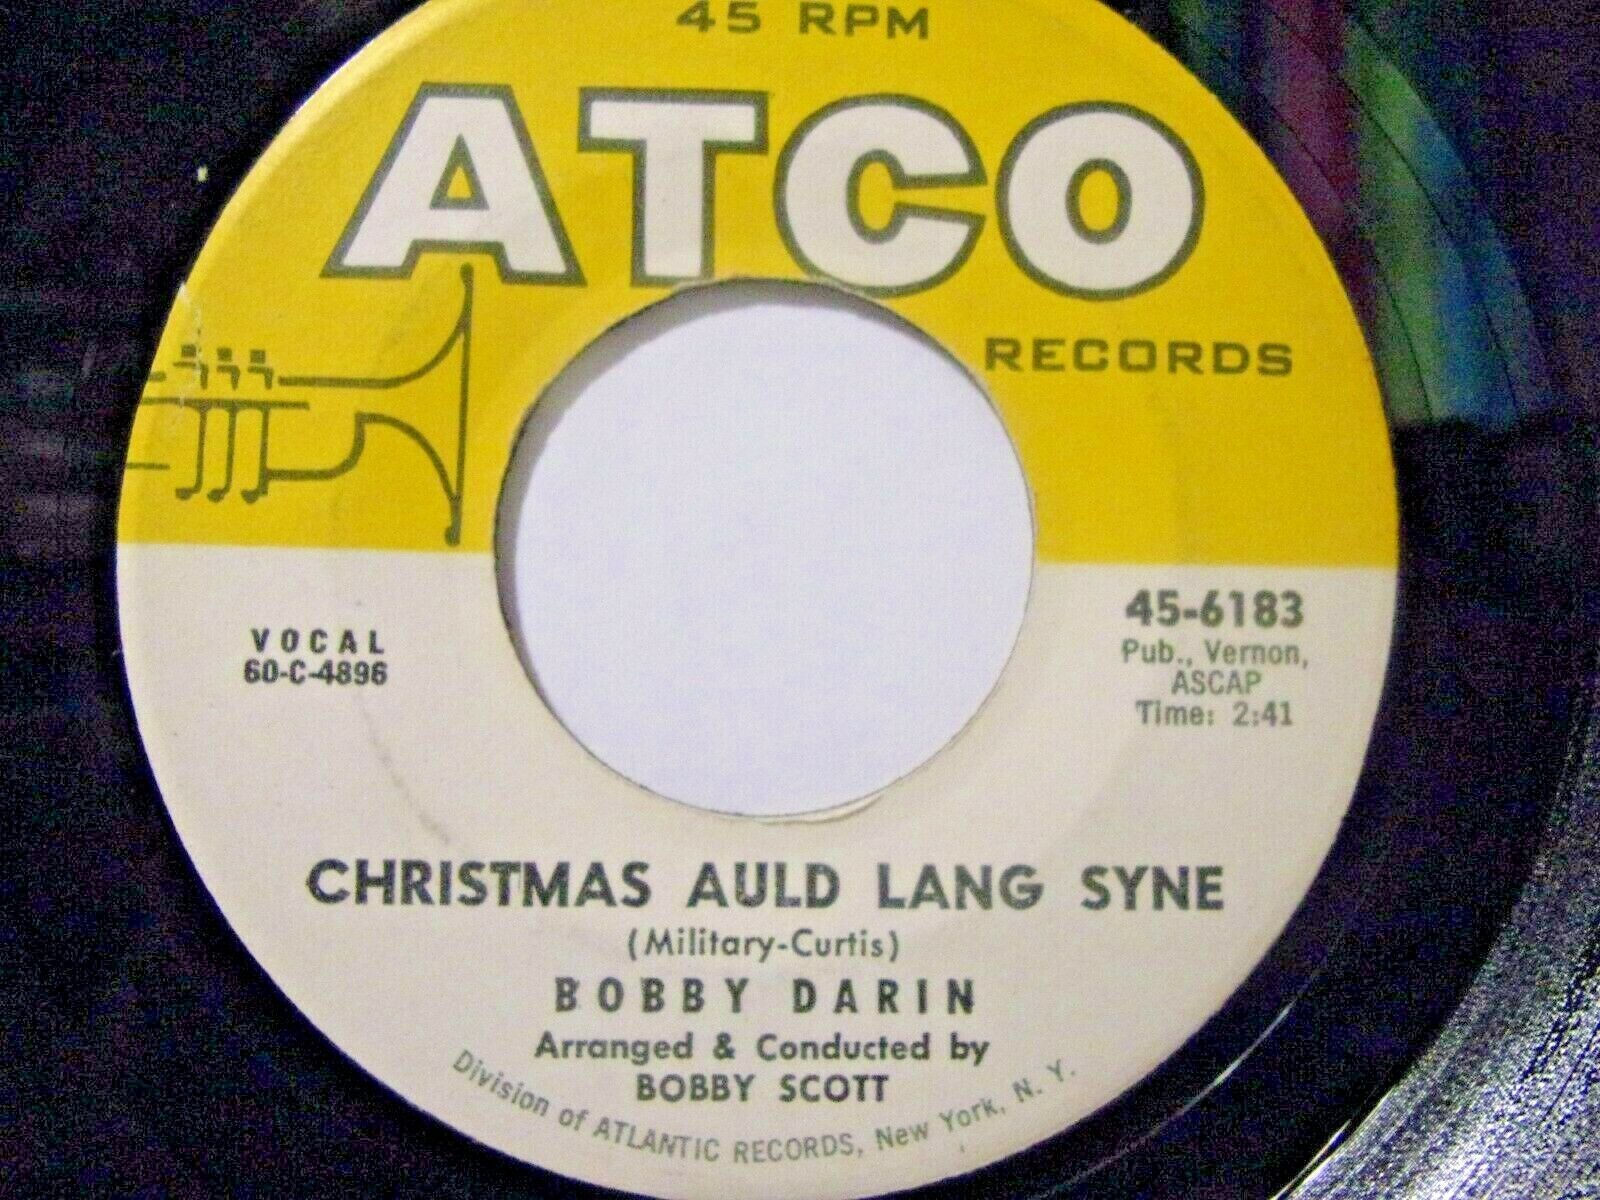 45 RPM
ATCO
RECORDS
VOCAL
60-C-4896
45-6183
Pub., Vernon,
ASCAP
Time: 2:41
CHRISTMAS AULD LANG SYNE
(Military-Curtis)
BOBBY DARIN
Arranged & Conducted by
BOBBY SCOTT
Division of ATLANTIC RECORDS, New York, N. Y.